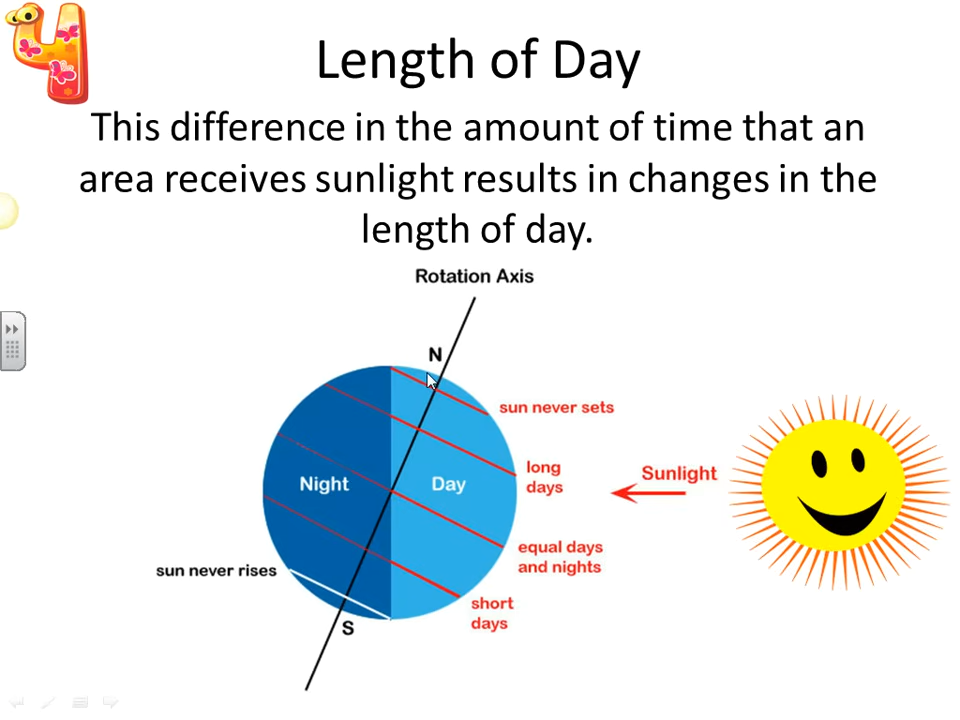 Length of Day
This difference in the amount of time that an
area receives sunlight results in changes in the
length of day.
Rotation Axis
N
sun never sets
long
days
Sunlight
Night
Day
equal days
and nights
sun never rises
short
days
S